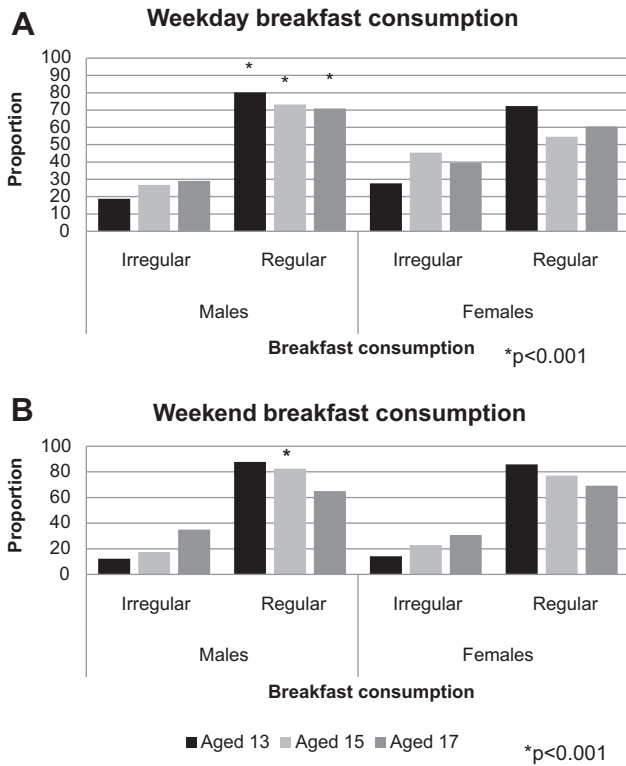 A
Weekday breakfast consumption
Proportion
100
90
80
70
60
50
40
30
20
10
0
* * *
Irregular Regular Irregular Regular
Males Females
Breakfast consumption
*p<0.001
B
Weekend breakfast consumption
Proportion
100
80
60
40
20
0
*
Irregular Regular Irregular Regular
Males Females
Breakfast consumption
Aged 13 Aged 15 Aged 17
*p<0.001